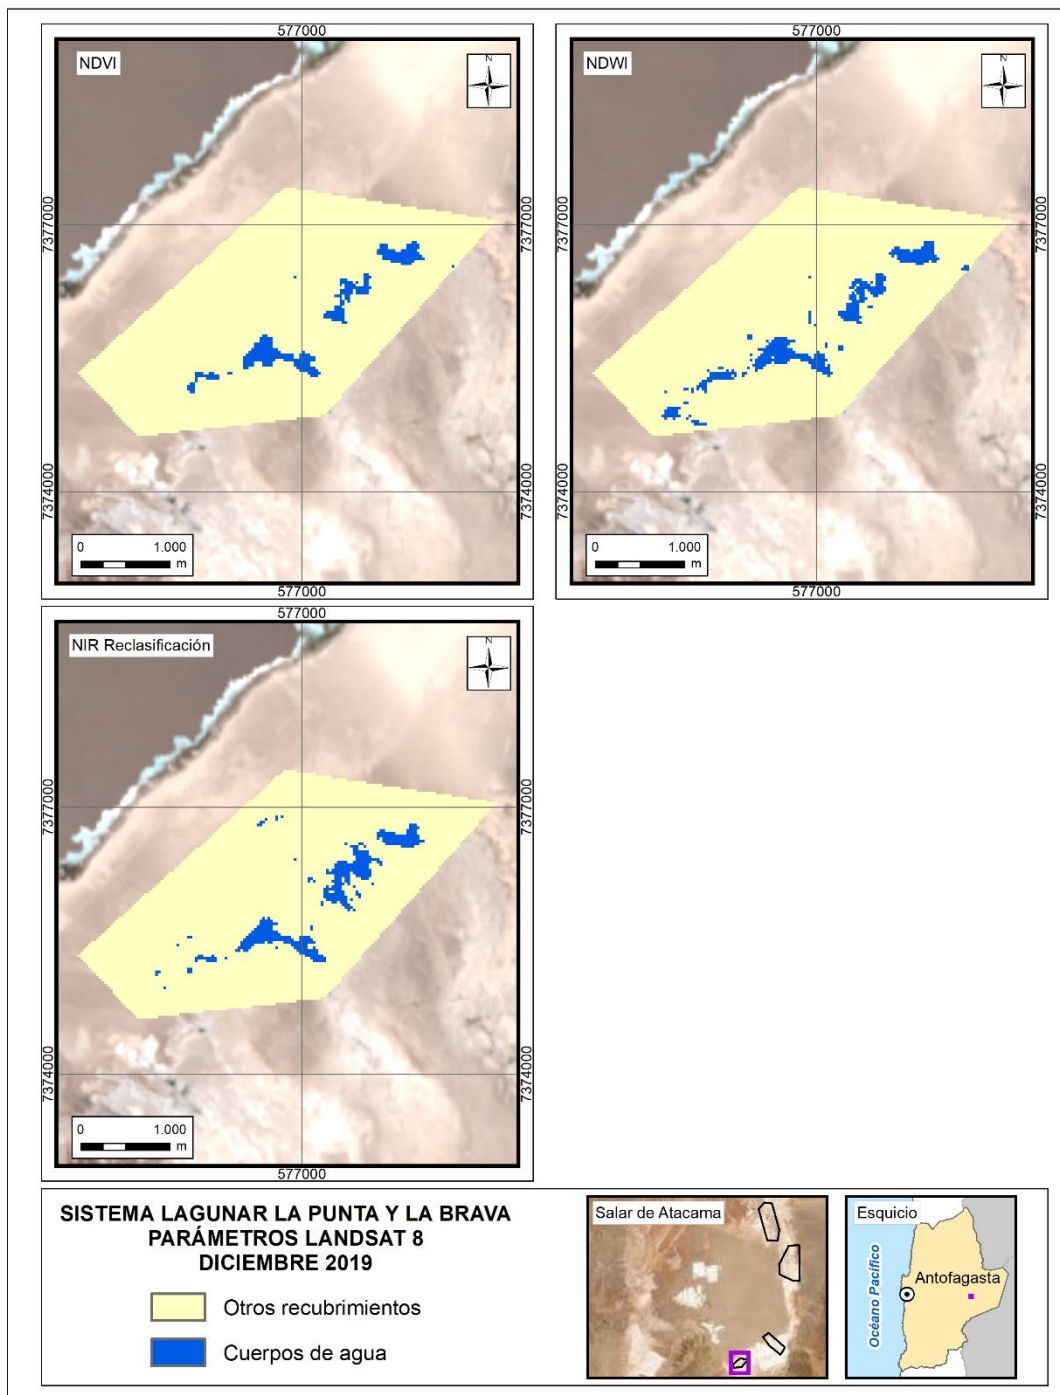 577000
577000
NDVI
N
NDWI
N
7377000
7377000
7377000
7377000
7374000
7374000
7374000
7374000
0 1.000
m
0 1.000
m
577000
577000
577000
NIR Reclasificación
N
7377000
7377000
7374000
7374000
0 1.000
m
577000
SISTEMA LAGUNAR LA PUNTA Y LA BRAVA
PARÁMETROS LANDSAT 8
DICIEMBRE 2019
Otros recubrimientos
Cuerpos de agua
Salar de Atacama
Esquicio
Océano Pacífico
Antofagasta